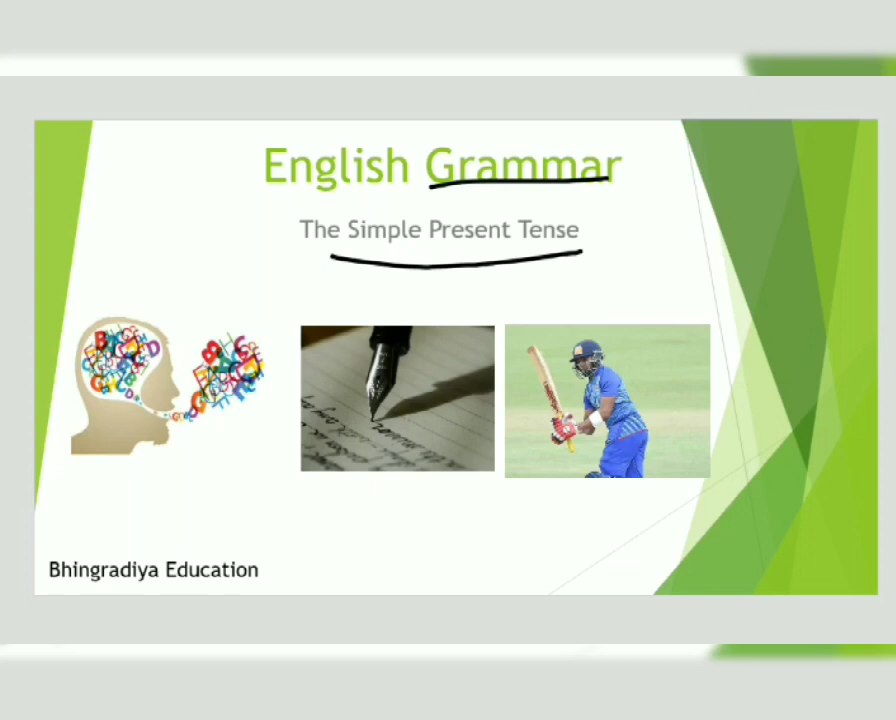 English Grammar
The Simple Present Tense
Bhingradiya Education